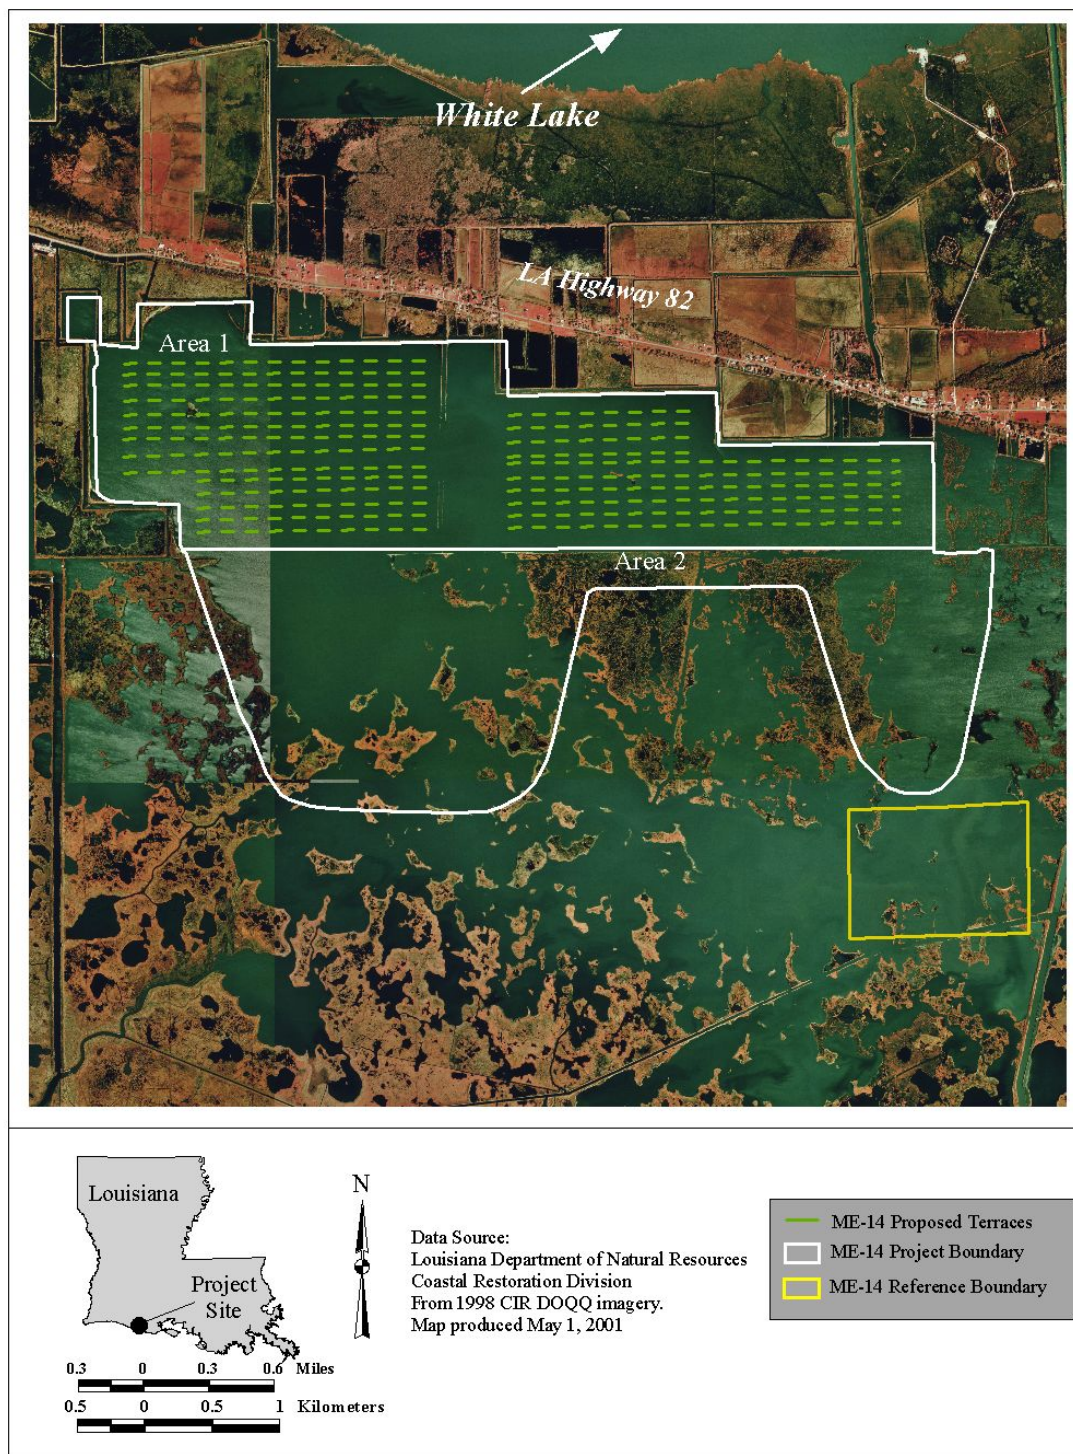 White Lake
LA Highway 82
Area 1
Area 2
Louisiana
Project
Site
0.3 0 0.3 0.6 Miles
0.5 0 0.5 1 Kilometers
N
Data Source:
Louisiana Department of Natural Resources
Coastal Restoration Division
From 1998 CIR DOQQ imagery.
Map produced May 1, 2001
ME-14 Proposed Terraces
ME-14 Project Boundary
ME-14 Reference Boundary